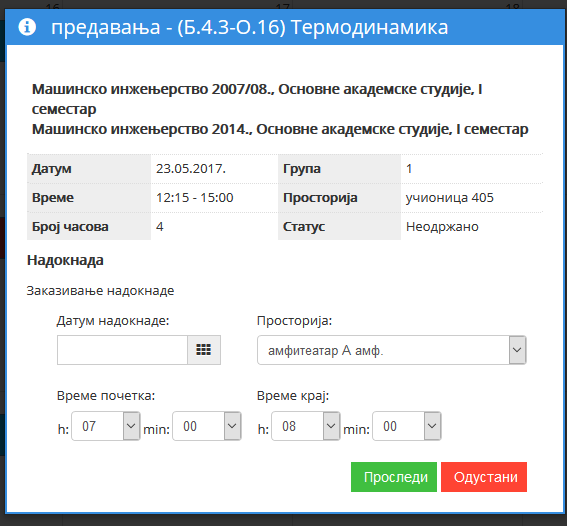 16 17 18
предавања - (Б.4.3-О.16) Термодинамика
Машинско инжењерство 2007/08., Основне академске студије, I
семестар
Машинско инжењерство 2014., Основне академске студије, I семестар
Датум 23.05.2017. Група 1
Време 12:15 - 15:00 Просторија учионица 405
Број часова 4 Статус Неодржано
Надокнада
Заказивање надокнаде
Датум надокнаде: Просторија:
амфитеатар А амф.
Време почетка: Време крај:
h: 07 min: 00 h: 08 min: 00
Проследи Одустани